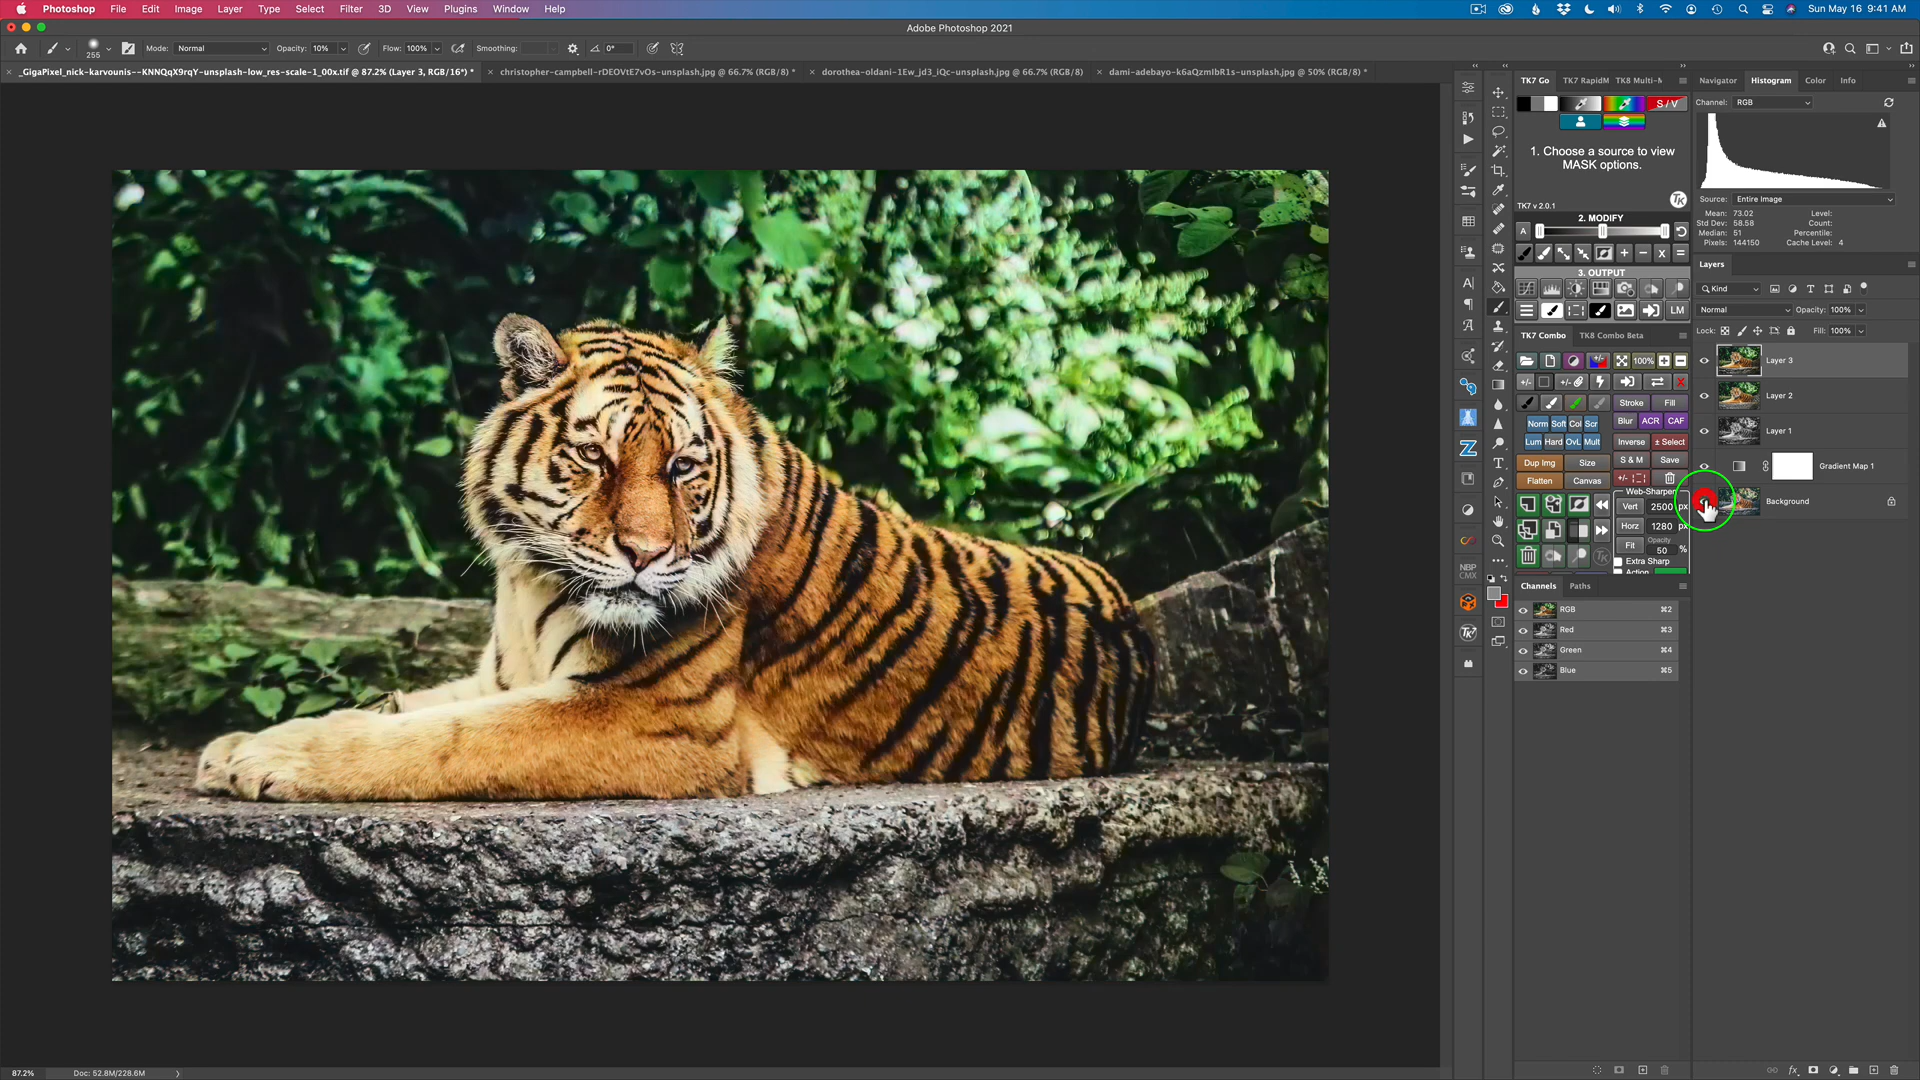 Photoshop File Edit Image Layer Type Select Filter 3D View Plugins Window Help Sun May 16 9:41 AM
Adobe Photoshop 2021
255 Mode: Normal Opacity: 10% Flow: 100% Smoothing: 0°
_GigaPixel_nick-karvounis--KNNQqX9rqY-unsplash-low_res-scale-1_00x.tif @ 87.2% (Layer 3, RGB/16*) *
christopher-campbell-rDEOVtE7vOs-unsplash.jpg @ 66.7% (RGB/8) *
dorothea-oldani-1Ew_jd3_iQc-unsplash.jpg @ 66.7% (RGB/8)
dami-adebayo-k6aQzmIbR1s-unsplash.jpg @ 50% (RGB/8) *
TK7 Go TK7 RapidM TK8 Multi-M
S / V
1. Choose a source to view
MASK options.
TK7 v 2.0.1
TK
2. MODIFY
A
3. OUTPUT
LM
TK7 Combo TK8 Combo Beta
100%
+/- +/- X
Stroke Fill
Norm Soft Col Scr Blur ACR CAF
Lum Hard OvL Mult Inverse ± Select
Dup Img Size S & M Save
Flatten Canvas +/-
Web-Sharpen
Vert 2500 px
Horz 1280 px
Fit Opacity
50 %
Extra Sharp
Action
Channels Paths
RGB ⌘2
Red ⌘3
Green ⌘4
Blue ⌘5
NBP
CMX
TK7
Navigator Histogram Color Info
Channel: RGB
Source: Entire Image
Mean: 73.02 Level:
Std Dev: 58.58 Count:
Median: 51 Percentile:
Pixels: 144150 Cache Level: 4
Layers
Kind
Normal Opacity: 100%
Lock: Fill: 100%
Layer 3
Layer 2
Layer 1
Gradient Map 1
Background
fx
87.2% Doc: 52.8M/228.6M